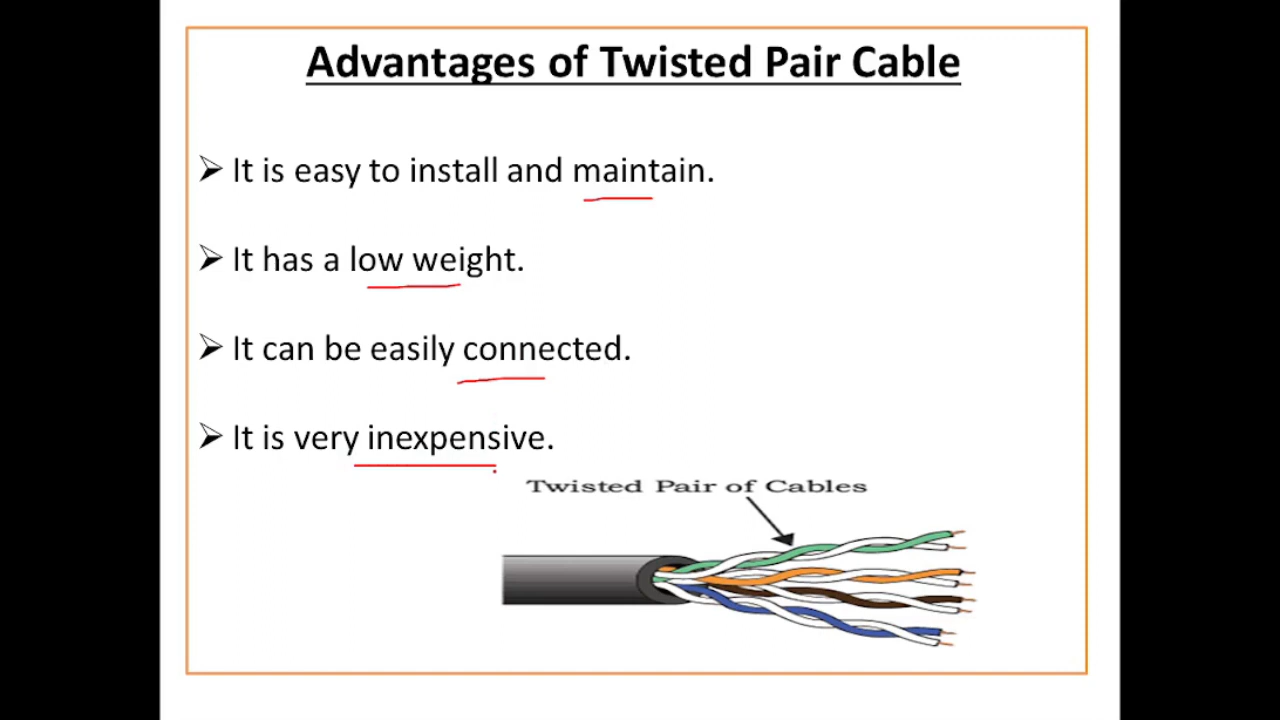 Advantages of Twisted Pair Cable
➢ It is easy to install and maintain.
➢ It has a low weight.
➢ It can be easily connected.
➢ It is very inexpensive.
Twisted Pair of Cables